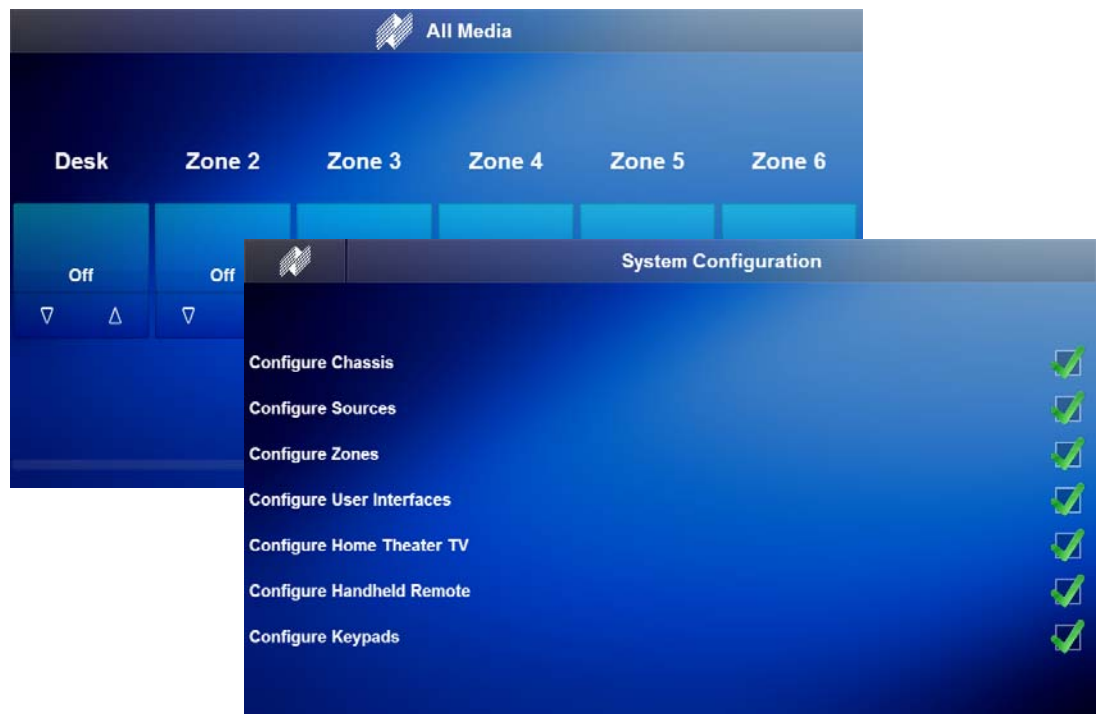 All Media
Desk Zone 2 Zone 3 Zone 4 Zone 5 Zone 6
Off Off
System Configuration
Configure Chassis
Configure Sources
Configure Zones
Configure User Interfaces
Configure Home Theater TV
Configure Handheld Remote
Configure Keypads